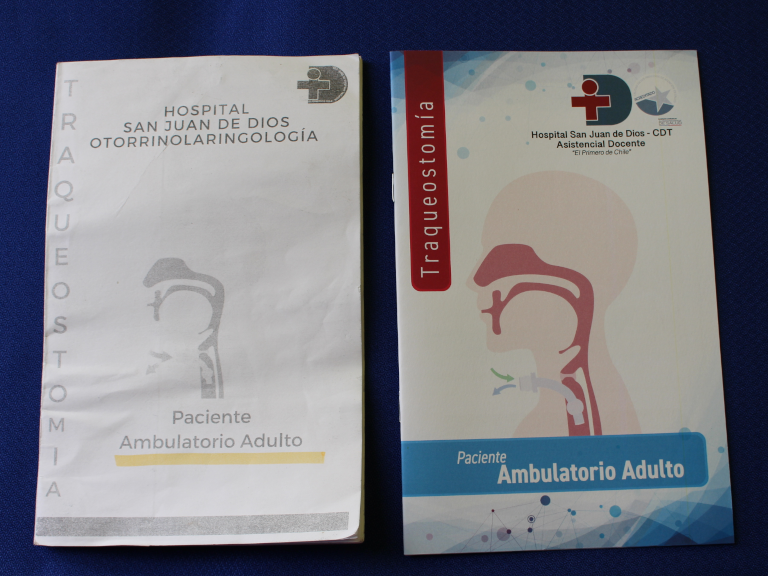 HOSPITAL
SAN JUAN DE DIOS
OTORRINOLARINGOLOGÍA
TRAQUEOSTOMIA
Paciente
Ambulatorio Adulto
Traqueostomía
Hospital San Juan de Dios - CDT
Asistencial Docente
"El Primero de Chile"
Paciente
Ambulatorio Adulto